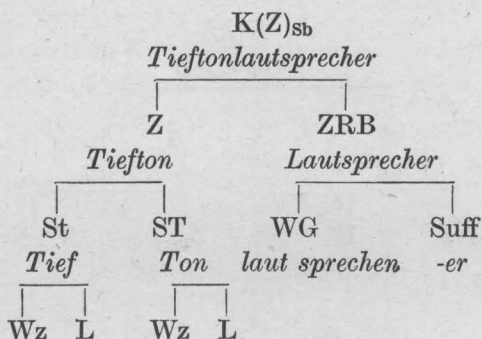 K(Z)Sb
Tieftonlautsprecher
Z ZRB
Tiefton Lautsprecher
St ST WG Suff
Tief Ton laut sprechen -er
Wz L Wz L